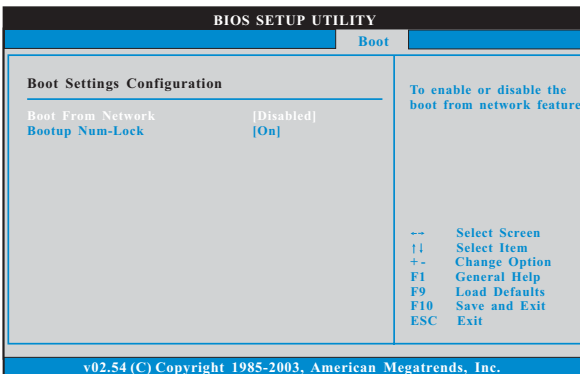 BIOS SETUP UTILITY
Boot
Boot Settings Configuration
Boot From Network [Disabled]
Bootup Num-Lock [On]
To enable or disable the
boot from network feature
←→ Select Screen
↑↓ Select Item
+ - Change Option
F1 General Help
F9 Load Defaults
F10 Save and Exit
ESC Exit
v02.54 (C) Copyright 1985-2003, American Megatrends, Inc.